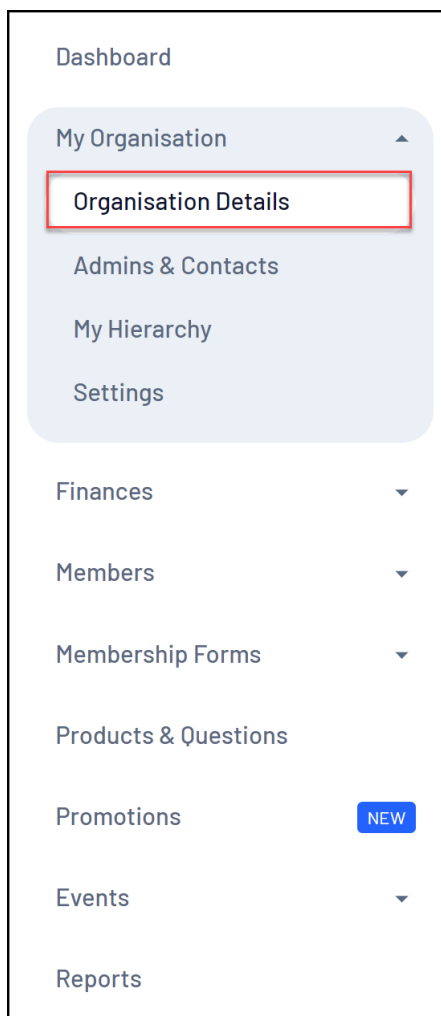 Dashboard
My Organisation
Organisation Details
Admins & Contacts
My Hierarchy
Settings
Finances
Members
Membership Forms
Products & Questions
Promotions NEW
Events
Reports